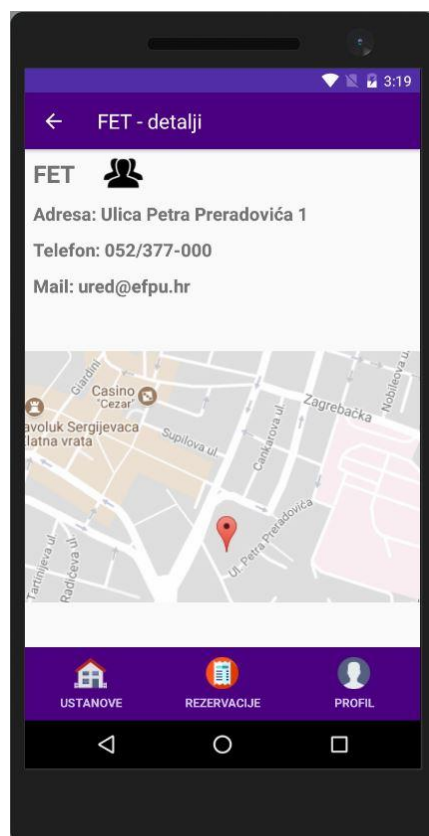 3:19
FET - detalji
FET
Adresa: Ulica Petra Preradovića 1
Telefon: 052/377-000
Mail: ured@efpu.hr
Giardini
Casino
"Cezar"
Zagrebačka
Nobileova u.
avoluk Sergijevaca
latna vrata
Supilova ul.
Cankarova ul.
Ul. Petra Preradovića
Tartinijeva ul.
Radićeva ul.
USTANOVE
REZERVACIJE
PROFIL